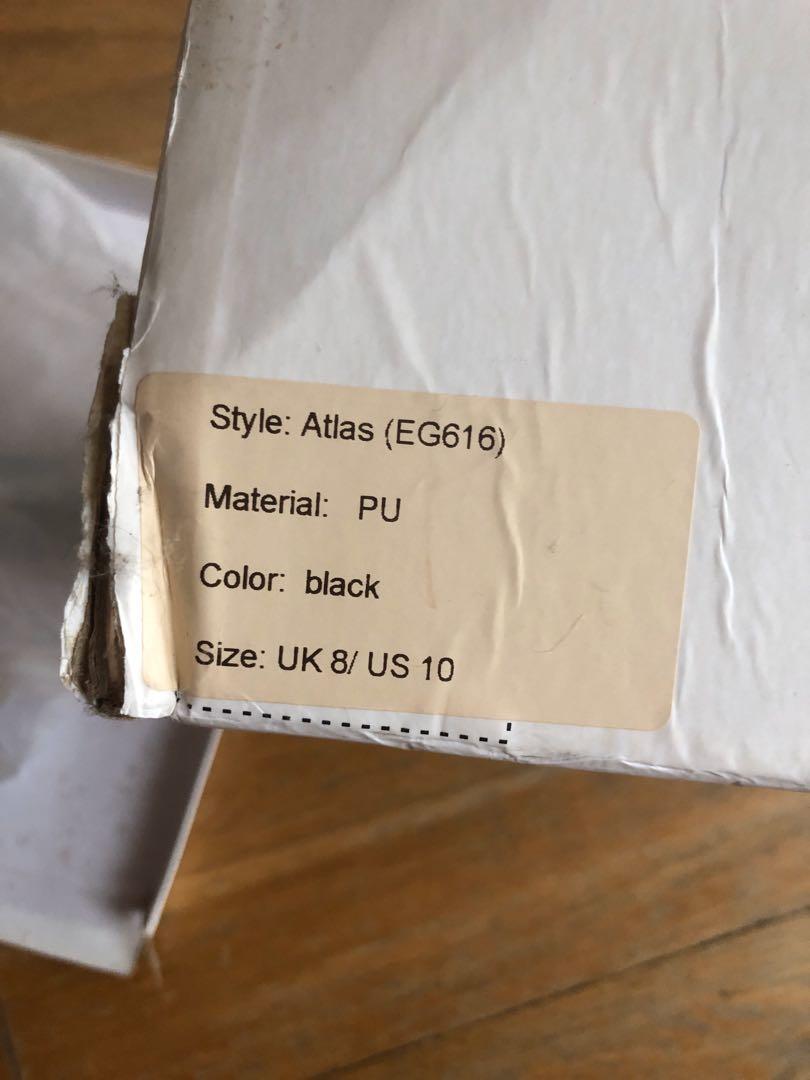 Style: Atlas (EG616)
Material: PU
Color: black
Size: UK 8/ US 10